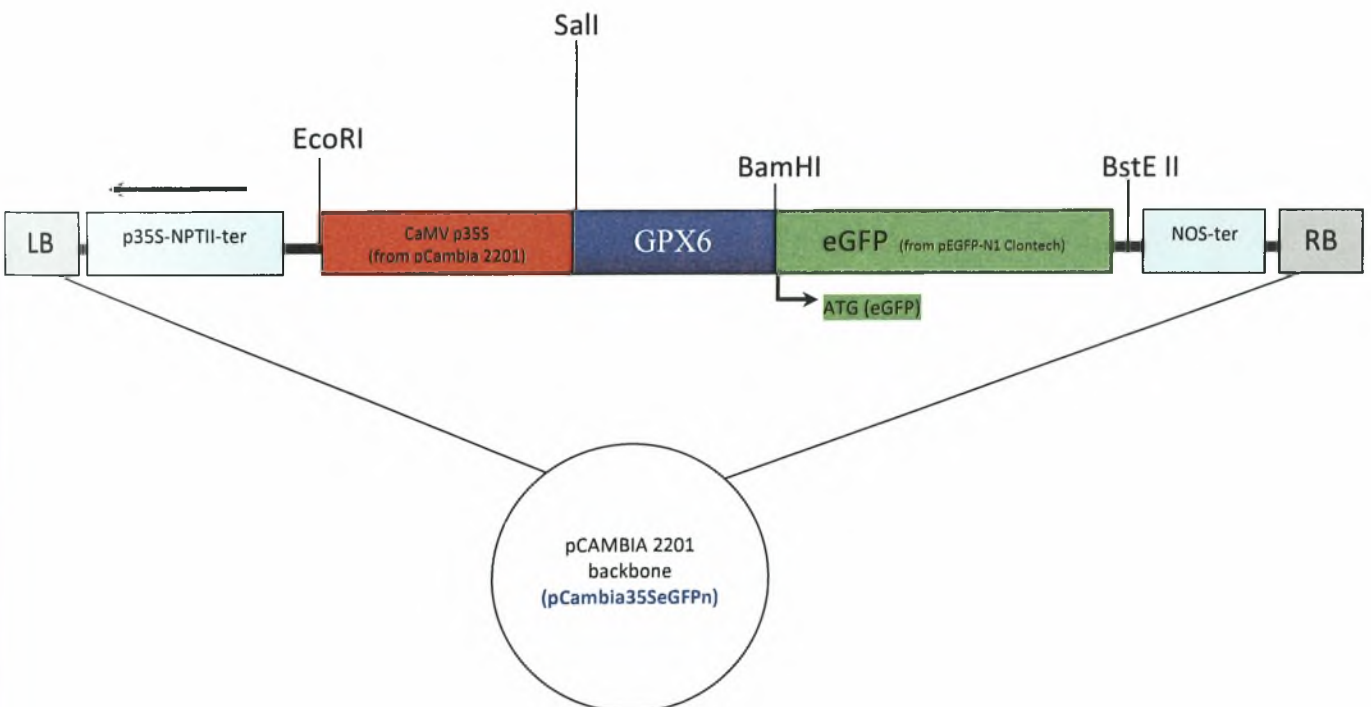 SalI
EcoRI
BamHI
BstE II
LB
p35S-NPTII-ter
CaMV p35S
(from pCambia 2201)
GPX6
eGFP (from pEGFP-N1 Clontech)
NOS-ter
RB
ATG (eGFP)
pCAMBIA 2201
backbone
(pCambia35SeGFPn)